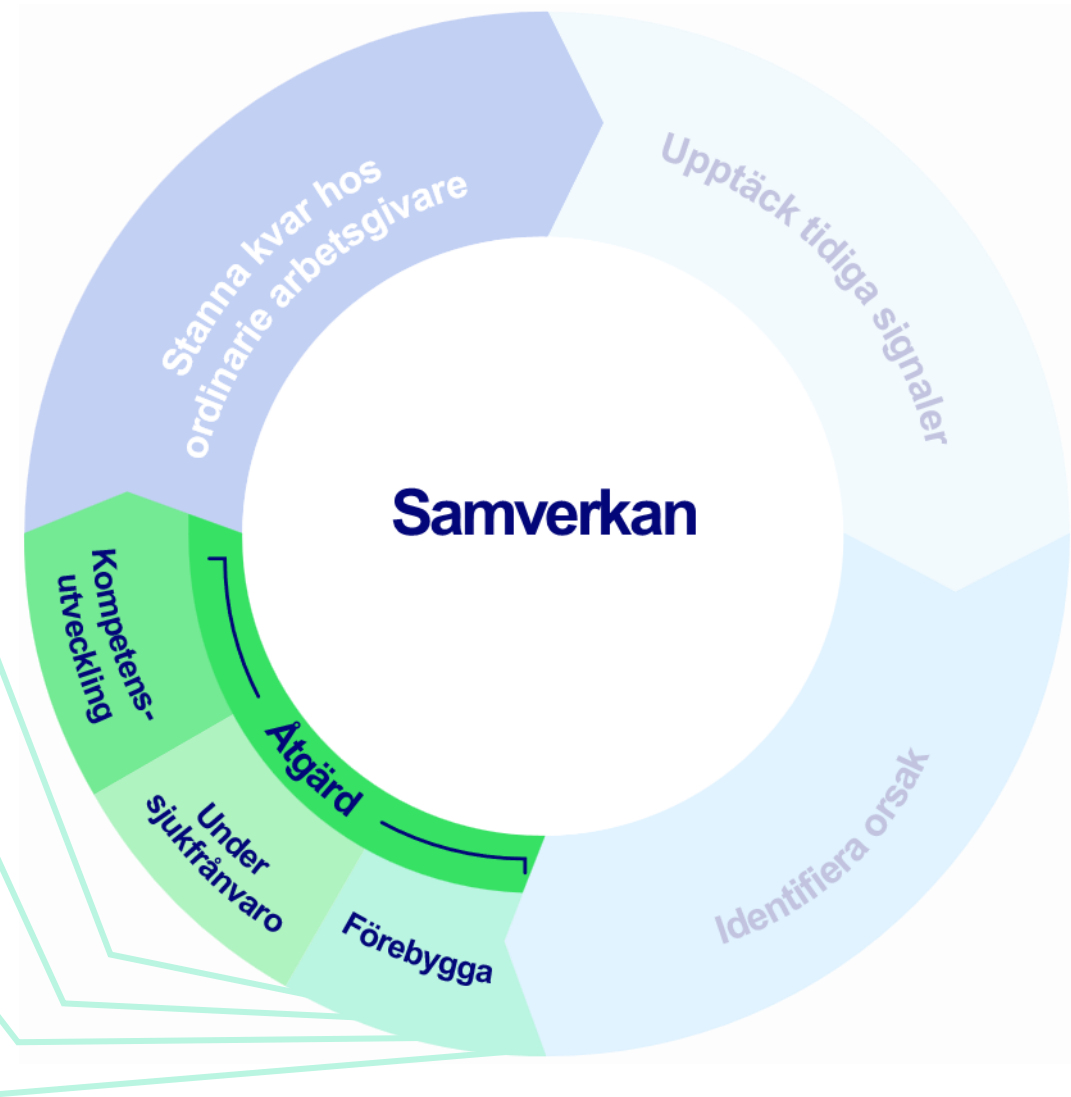 Upptäck tidiga signaler
Identifiera orsak
Förebygga
Under
sjukfrånvaro
Kompetens-
utveckling
Åtgärd
Stanna kvar hos
ordinarie arbetsgivare
Samverkan